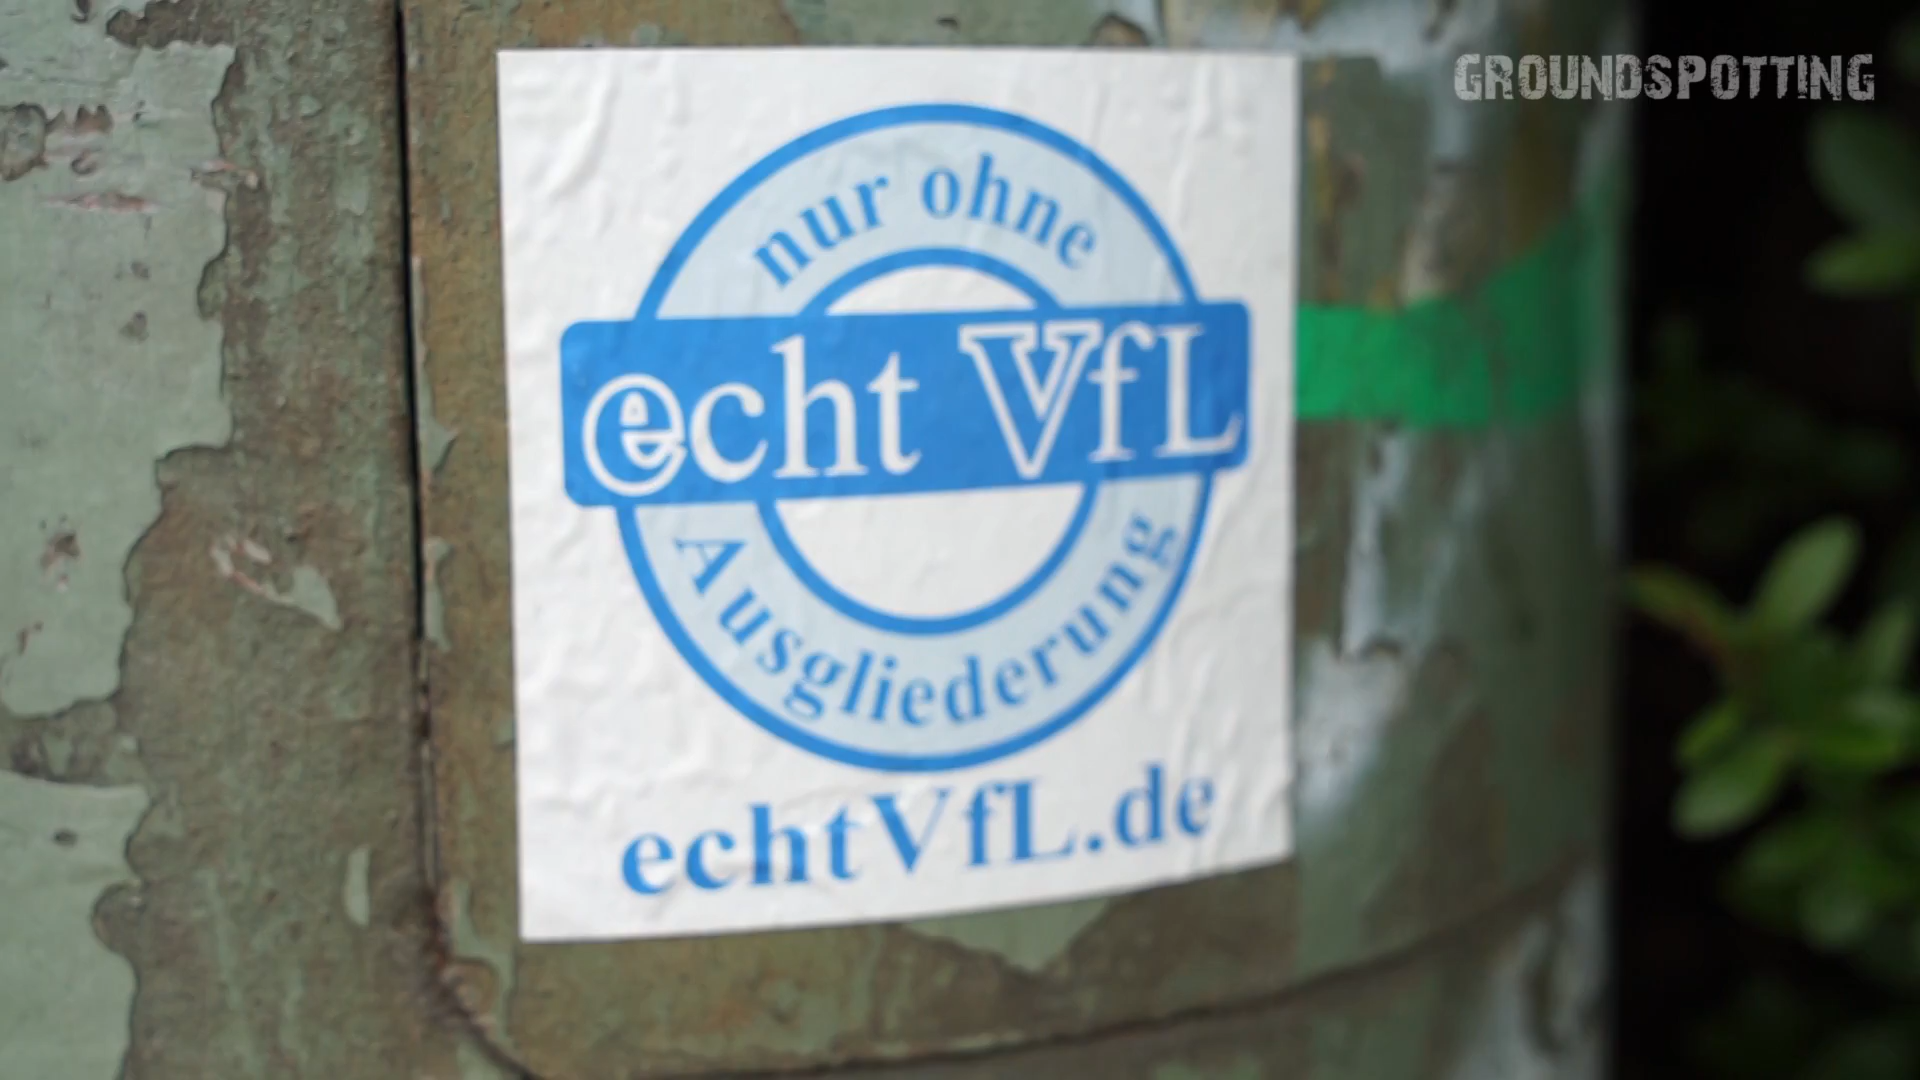 GROUNDSPOTTING
nur ohne
echt VfL
Ausgliederung
echtVfL.de